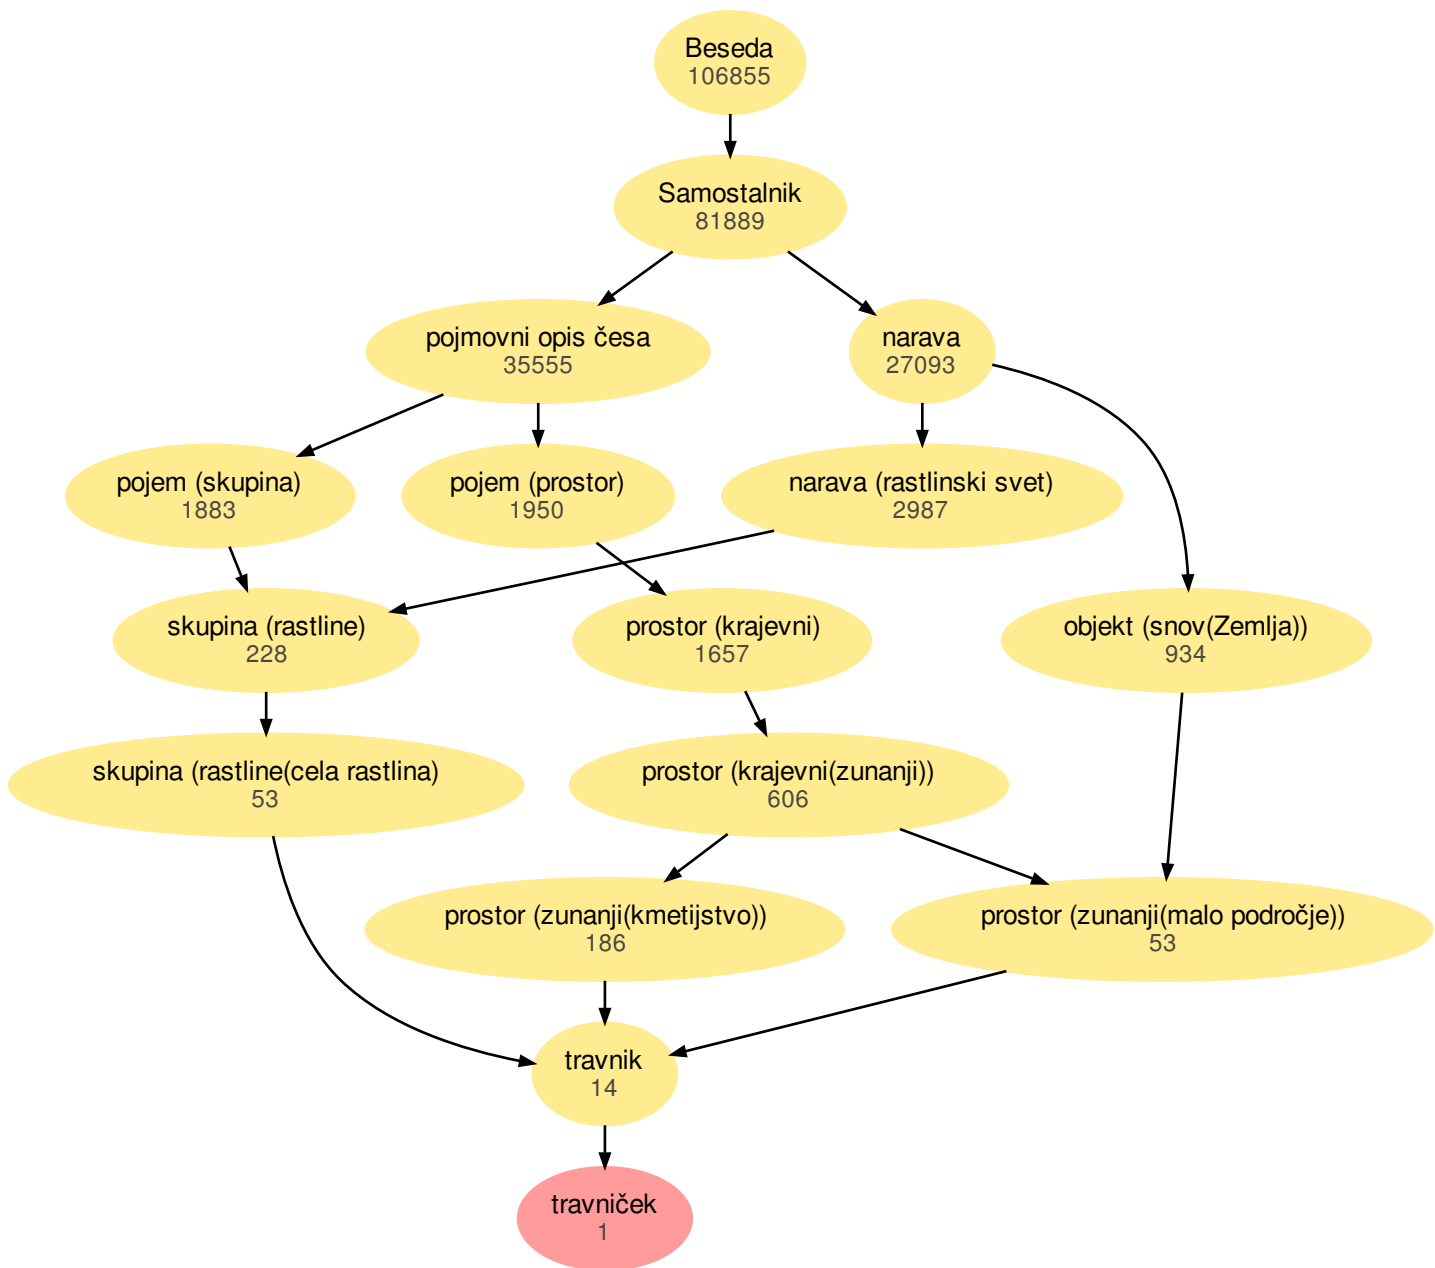 Beseda
106855
Samostalnik
81889
pojmovni opis česa
35555
narava
27093
pojem (skupina)
1883
pojem (prostor)
1950
narava (rastlinski svet)
2987
skupina (rastline)
228
prostor (krajevni)
1657
objekt (snov(Zemlja))
934
skupina (rastline(cela rastlina)
53
prostor (krajevni(zunanji))
606
prostor (zunanji(kmetijstvo))
186
prostor (zunanji(malo področje))
53
travnik
14
travniček
1